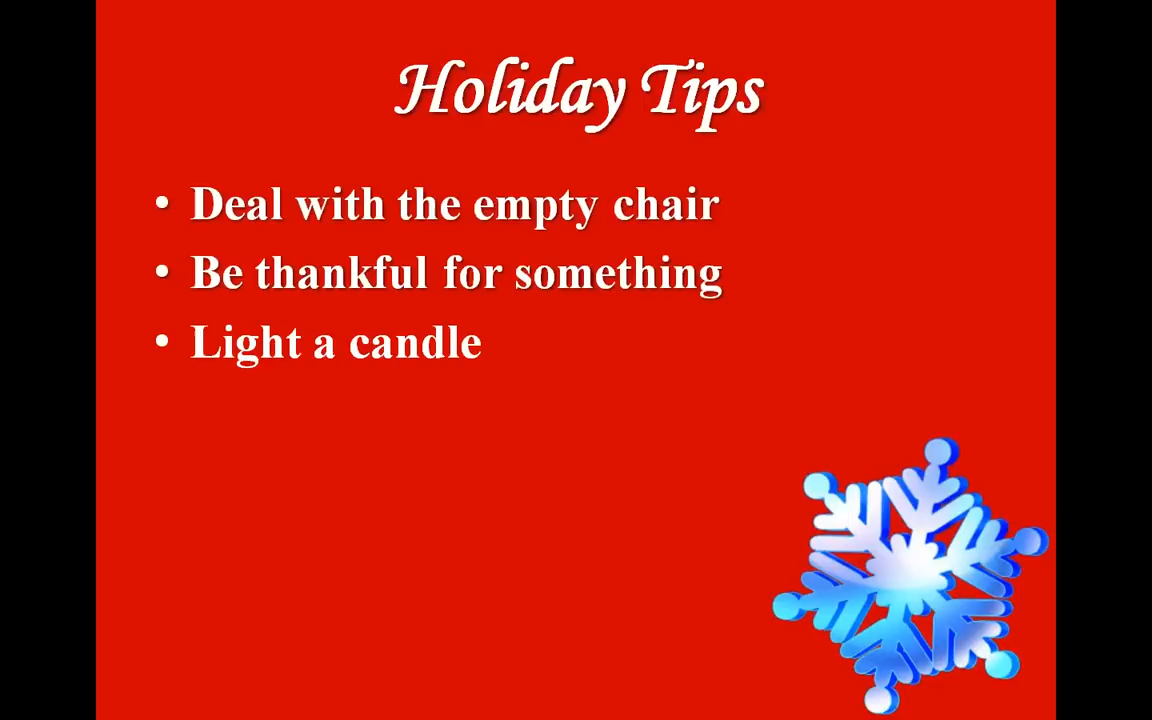 Holiday Tips
• Deal with the empty chair
• Be thankful for something
• Light a candle